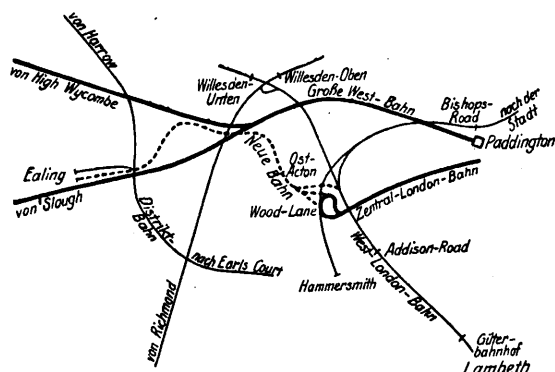 von Harrow
von High Wycombe
Willesden-
Unten
Willesden-Oben
Große West-Bahn
Bishops-
Road
nach der
Stadt
Paddington
Ealing
Neue Bahn
Ost-
Acton
von Slough
Distrikt-
Bahn
Wood-Lane
Zentral-London-Bahn
West London-Bahn
Addison-Road
nach Earls Court
Hammersmith
von Richmond
Güter-
bahnhof
Lambeth